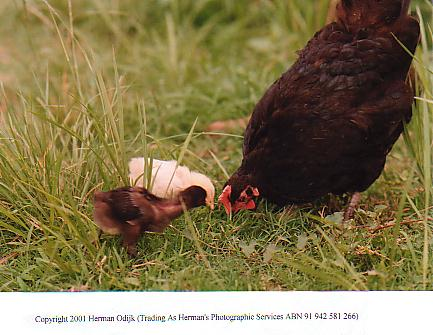 Copyright 2001 Herman Odijk (Trading As Herman's Photographic Services ABN 91 942 581 266)